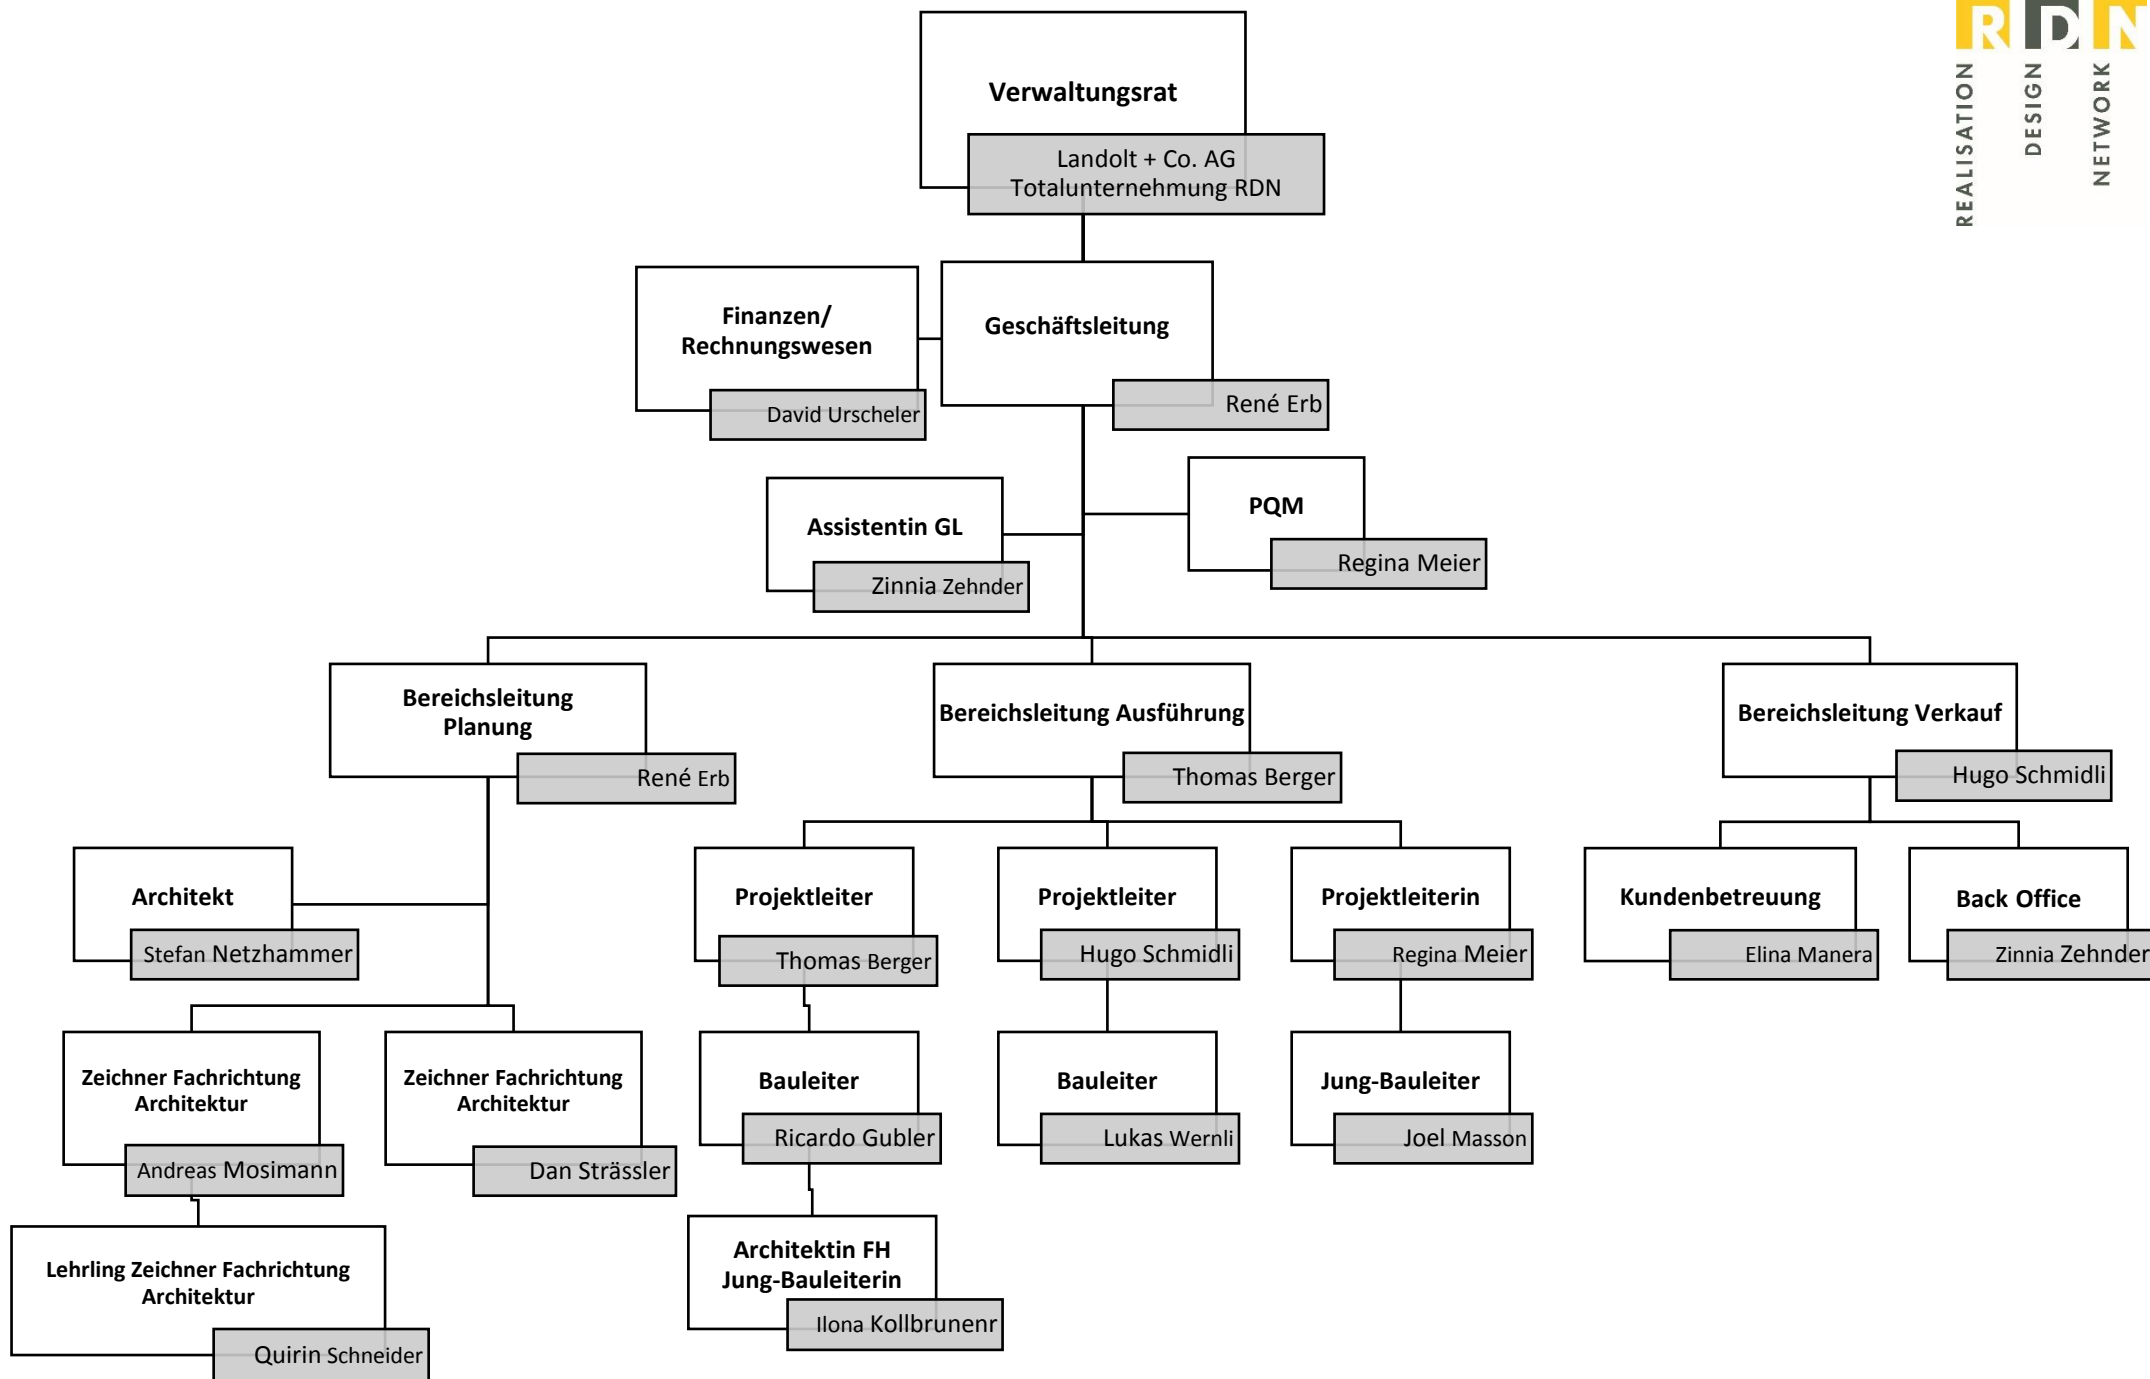 RDN
REALISATION
DESIGN
NETWORK
Verwaltungsrat
Landolt + Co. AG
Totalunternehmung RDN
Finanzen/
Rechnungswesen
David Urscheler
Geschäftsleitung
René Erb
Assistentin GL
Zinnia Zehnder
PQM
Regina Meier
Bereichsleitung
Planung
René Erb
Bereichsleitung Ausführung
Thomas Berger
Bereichsleitung Verkauf
Hugo Schmidli
Architekt
Stefan Netzhammer
Projektleiter
Thomas Berger
Projektleiter
Hugo Schmidli
Projektleiterin
Regina Meier
Kundenbetreuung
Elina Manera
Back Office
Zinnia Zehnder
Zeichner Fachrichtung
Architektur
Andreas Mosimann
Zeichner Fachrichtung
Architektur
Dan Strässler
Bauleiter
Ricardo Gubler
Bauleiter
Lukas Wernli
Jung-Bauleiter
Joel Masson
Lehrling Zeichner Fachrichtung
Architektur
Quirin Schneider
Architektin FH
Jung-Bauleiterin
Ilona Kollbrunenr